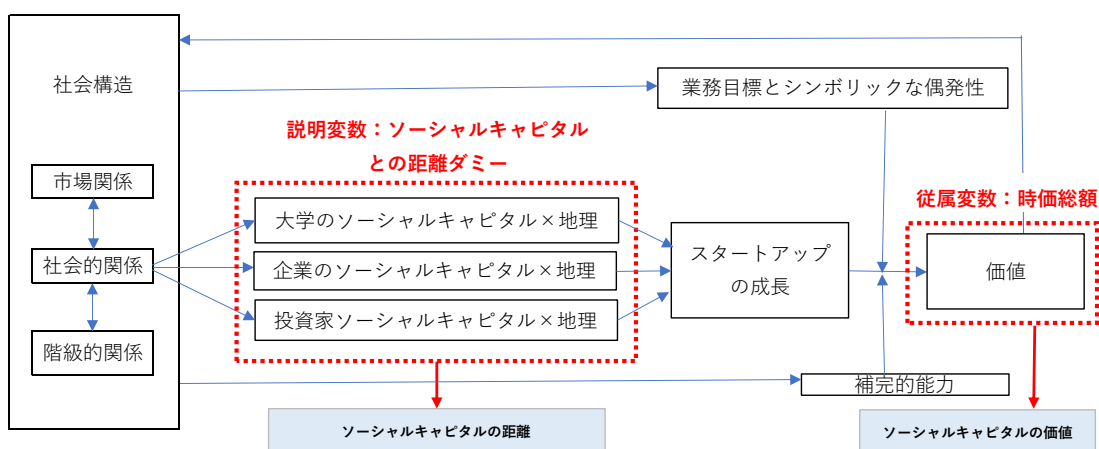 社会構造
業務目標とシンボリックな偶発性
説明変数：ソーシャルキャピタル
との距離ダミー
市場関係
従属変数：時価総額
大学のソーシャルキャピタル×地理
社会的関係
企業のソーシャルキャピタル×地理
スタートアップ
の成長
価値
投資家ソーシャルキャピタル×地理
階級的関係
補完的能力
ソーシャルキャピタルの距離
ソーシャルキャピタルの価値